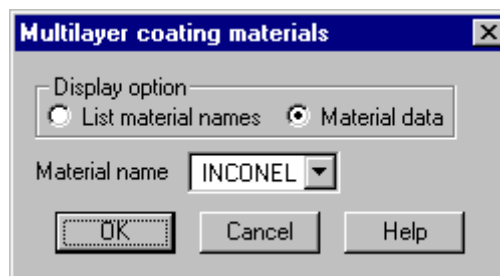 Multilayer coating materials
Display option
List material names Material data
Material name INCONEL
OK Cancel Help